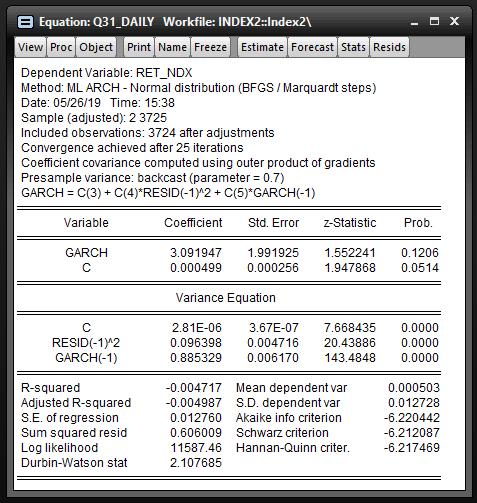 Equation: Q31_DAILY Workfile: INDEX2::Index2\
View Proc Object Print Name Freeze Estimate Forecast Stats Resids
Dependent Variable: RET_NDX
Method: ML ARCH - Normal distribution (BFGS / Marquardt steps)
Date: 05/26/19 Time: 15:38
Sample (adjusted): 2 3725
Included observations: 3724 after adjustments
Convergence achieved after 25 iterations
Coefficient covariance computed using outer product of gradients
Presample variance: backcast (parameter = 0.7)
GARCH = C(3) + C(4)*RESID(-1)^2 + C(5)*GARCH(-1)
Variable Coefficient Std. Error z-Statistic Prob.
GARCH 3.091947 1.991925 1.552241 0.1206
C 0.000499 0.000256 1.947868 0.0514
Variance Equation
C 2.81E-06 3.67E-07 7.668435 0.0000
RESID(-1)^2 0.096398 0.004716 20.43886 0.0000
GARCH(-1) 0.885329 0.006170 143.4848 0.0000
R-squared -0.004717 Mean dependent var 0.000503
Adjusted R-squared -0.004987 S.D. dependent var 0.012728
S.E. of regression 0.012760 Akaike info criterion -6.220442
Sum squared resid 0.606009 Schwarz criterion -6.212087
Log likelihood 11587.46 Hannan-Quinn criter. -6.217469
Durbin-Watson stat 2.107685